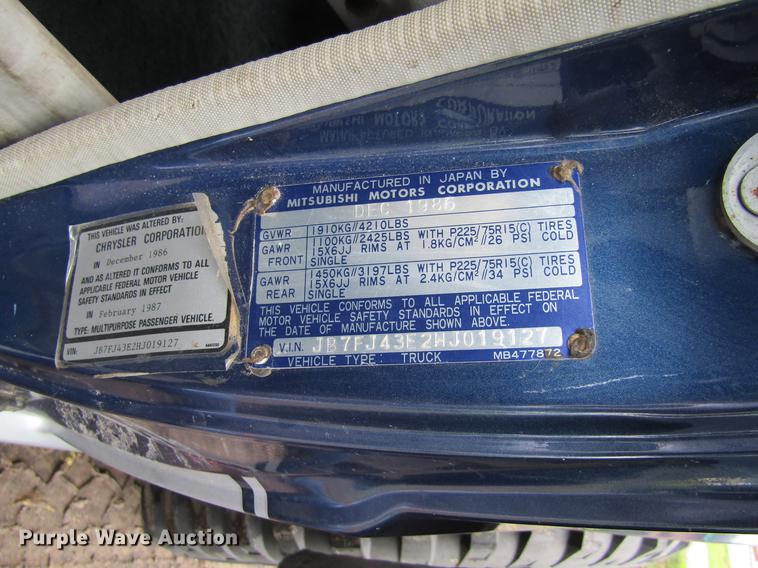 THIS VEHICLE WAS ALTERED BY:
CHRYSLER CORPORATION
IN December 1986
AND AS ALTERED IT CONFORMS TO ALL
APPLICABLE FEDERAL MOTOR VEHICLE
SAFETY STANDARDS IN EFFECT
IN February 1987
TYPE: MULTIPURPOSE PASSENGER VEHICLE.
VIN: JB7FJ43E2HJ019127
MANUFACTURED IN JAPAN BY
MITSUBISHI MOTORS CORPORATION
DEC 1986
GVWR 1910KG//4210LBS
GAWR FRONT 1100KG//2425LBS WITH P225/75R15(C) TIRES
15X6JJ RIMS AT 1.8KG/CM²//26 PSI COLD
SINGLE
GAWR REAR 1450KG//3197LBS WITH P225/75R15(C) TIRES
15X6JJ RIMS AT 2.4KG/CM²//34 PSI COLD
SINGLE
THIS VEHICLE CONFORMS TO ALL APPLICABLE FEDERAL
MOTOR VEHICLE SAFETY STANDARDS IN EFFECT ON
THE DATE OF MANUFACTURE SHOWN ABOVE.
V.I.N. JB7FJ43E2HJ019127
VEHICLE TYPE: TRUCK MB477872
Purple Wave Auction